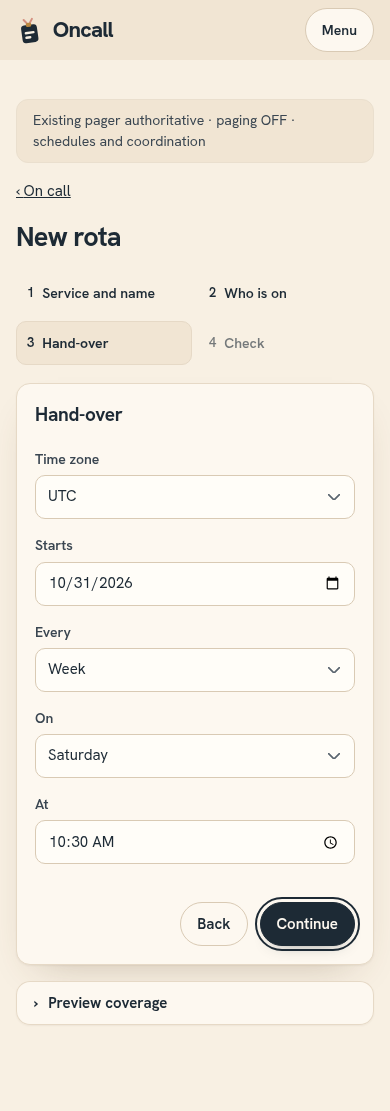 Oncall
Menu
Existing pager authoritative · paging OFF ·
schedules and coordination
‹ On call
New rota
1 Service and name
2 Who is on
3 Hand-over
4 Check
Hand-over
Time zone
UTC
Starts
10/31/2026
Every
Week
On
Saturday
At
10:30 AM
Back
Continue
› Preview coverage